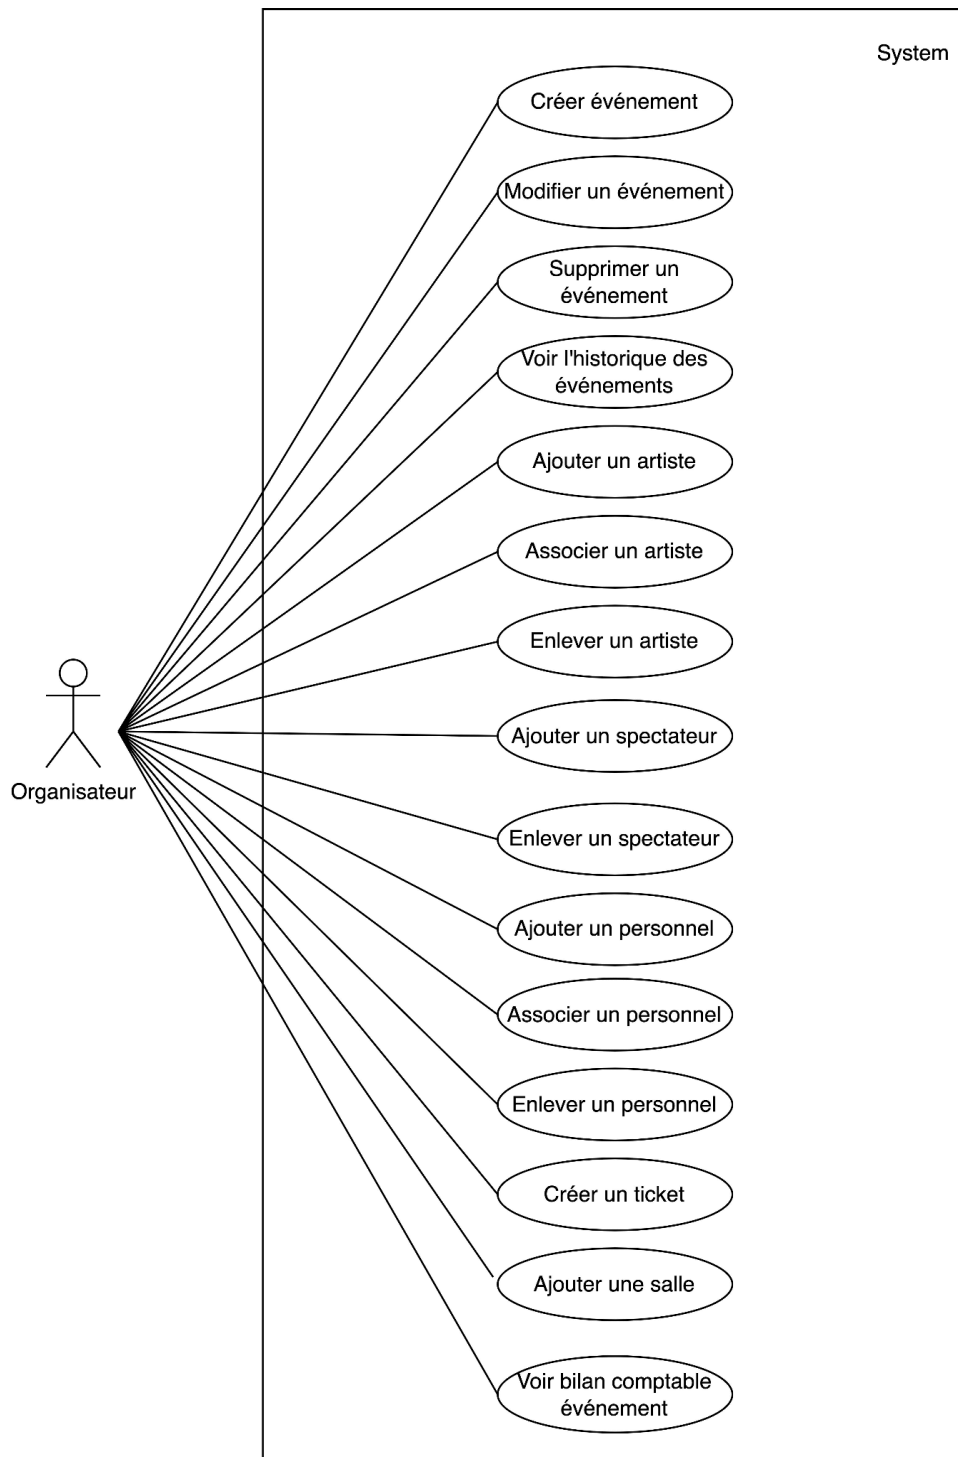 System
Créer événement
Modifier un événement
Supprimer un
événement
Voir l'historique des
événements
Ajouter un artiste
Associer un artiste
Enlever un artiste
Organisateur
Ajouter un spectateur
Enlever un spectateur
Ajouter un personnel
Associer un personnel
Enlever un personnel
Créer un ticket
Ajouter une salle
Voir bilan comptable
événement